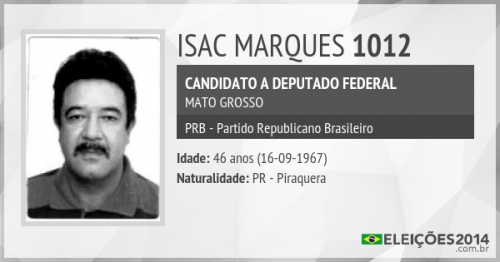 ISAC MARQUES 1012
CANDIDATO A DEPUTADO FEDERAL
MATO GROSSO
PRB - Partido Republicano Brasileiro
Idade: 46 anos (16-09-1967)
Naturalidade: PR - Piraquera
ELEIÇÕES2014
.com.br